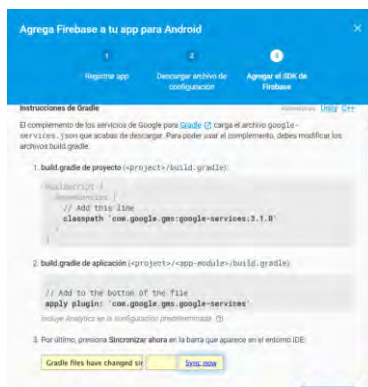 Agrega Firebase a tu app para Android
1
2
3
Registrar app
Descargar archivo de
configuración
Agregar el SDK de
Firebase
Instrucciones de Gradle
Unity C++
El complemento de los servicios de Google para Gradle carga el archivo google-
services.json que acabas de descargar. Para poder usar el complemento, debes modificar los
archivos build.gradle.
1. build.gradle de proyecto (<project>/build.gradle):
buildscript {
dependencies {
// Add this line
classpath 'com.google.gms:google-services:3.1.0'
}
}
2. build.gradle de aplicación (<project>/<app-module>/build.gradle):
// Add to the bottom of the file
apply plugin: 'com.google.gms.google-services'
Incluye Analytics en la configuración predeterminada
3. Por último, presiona Sincronizar ahora en la barra que aparece en el entorno IDE:
Gradle files have changed sin
Sync now